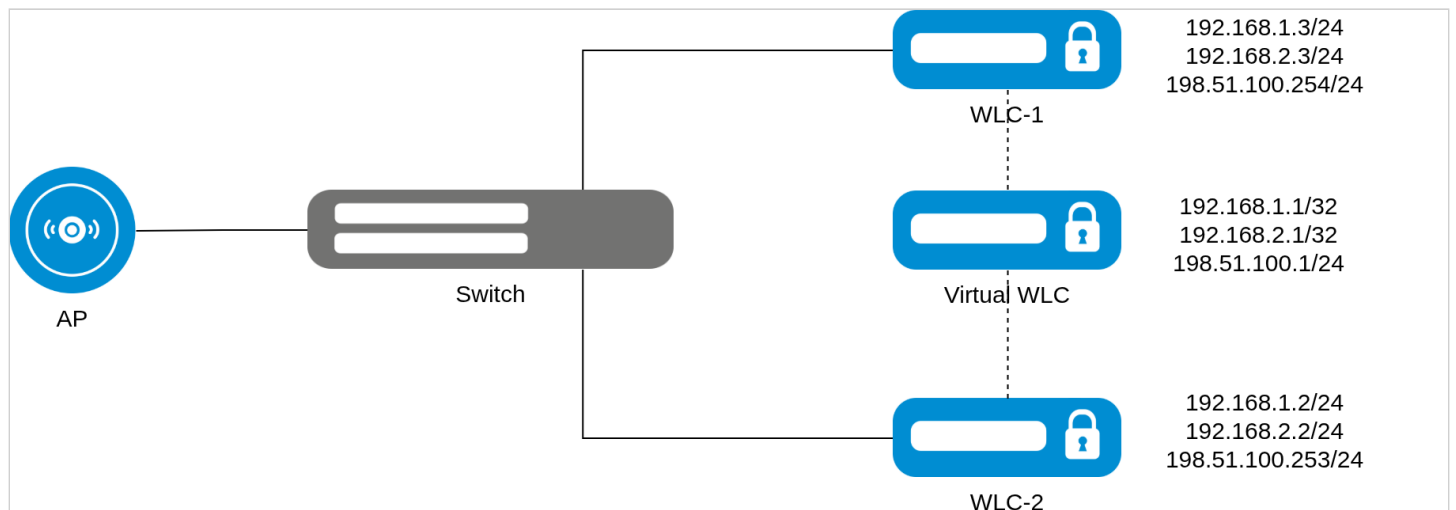 192.168.1.3/24
192.168.2.3/24
198.51.100.254/24
WLC-1
192.168.1.1/32
192.168.2.1/32
198.51.100.1/24
Switch
Virtual WLC
AP
192.168.1.2/24
192.168.2.2/24
198.51.100.253/24
WLC-2